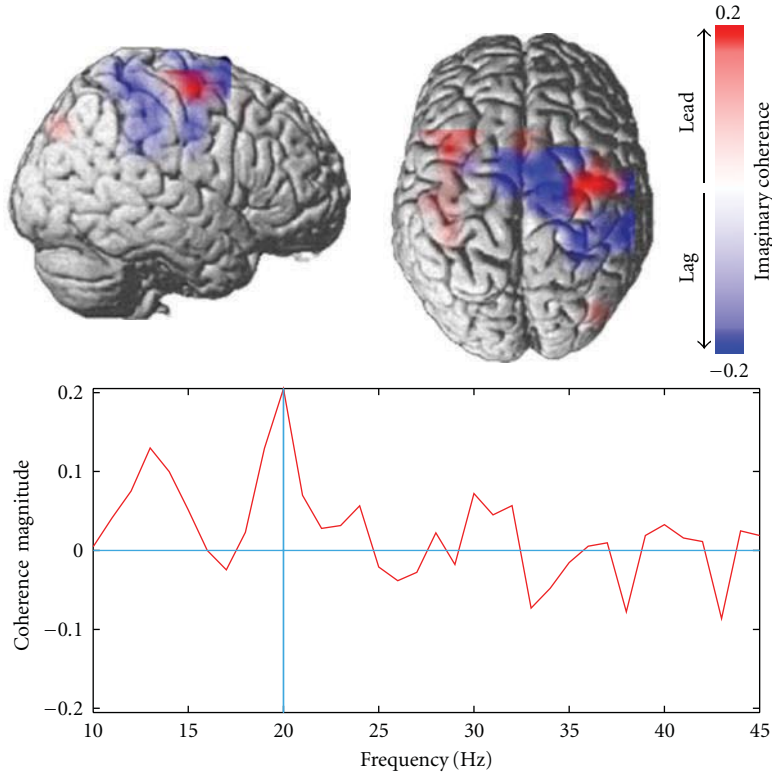 0.2
Lead
Lag
Imaginary coherence
−0.2
0.2
0.1
0
−0.1
−0.2
Coherence magnitude
10 15 20 25 30 35 40 45
Frequency (Hz)